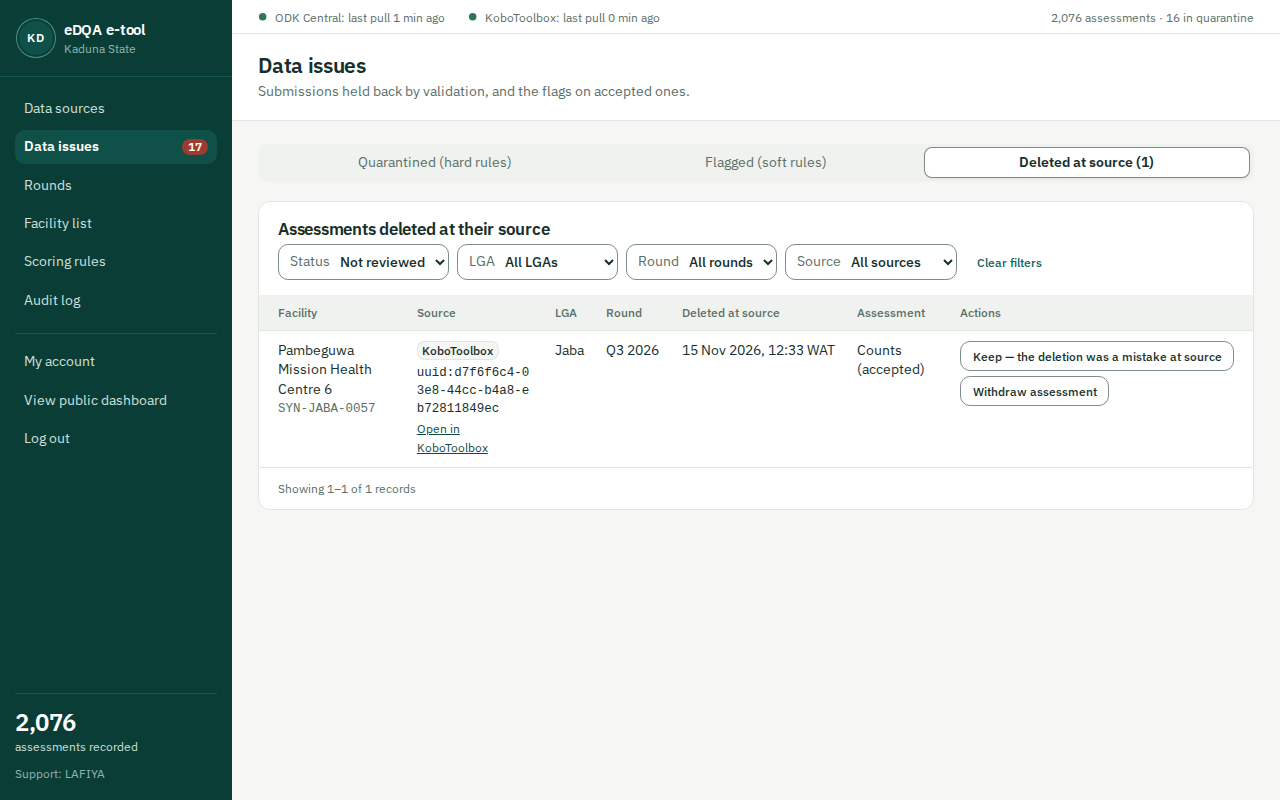 KD
eDQA e-tool
Kaduna State
Data sources
Data issues 17
Rounds
Facility list
Scoring rules
Audit log
My account
View public dashboard
Log out
2,076
assessments recorded
Support: LAFIYA
ODK Central: last pull 1 min ago KoboToolbox: last pull 0 min ago 2,076 assessments · 16 in quarantine
Data issues
Submissions held back by validation, and the flags on accepted ones.
Quarantined (hard rules) Flagged (soft rules) Deleted at source (1)
Assessments deleted at their source
Status Not reviewed LGA All LGAs Round All rounds Source All sources Clear filters
Facility Source LGA Round Deleted at source Assessment Actions
Pambeguwa
Mission Health
Centre 6
SYN-JABA-0057
KoboToolbox
uuid:d7f6f6c4-0
3e8-44cc-b4a8-e
b72811849ec
Open in
KoboToolbox
Jaba
Q3 2026
15 Nov 2026, 12:33 WAT
Counts
(accepted)
Keep — the deletion was a mistake at source
Withdraw assessment
Showing 1–1 of 1 records